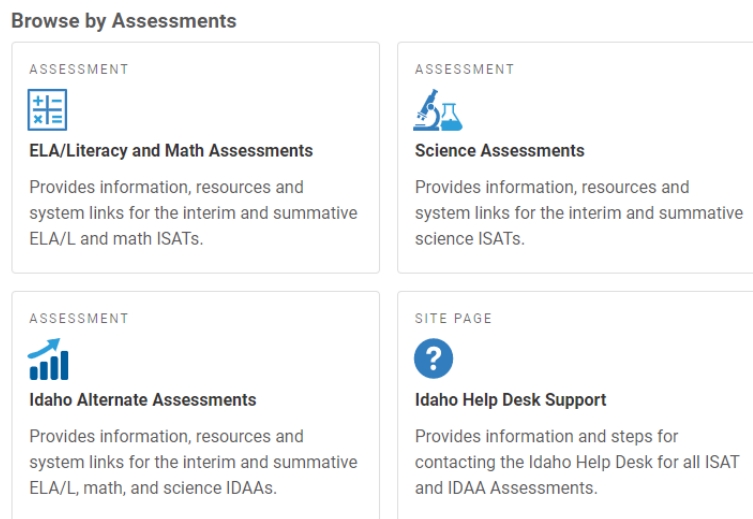 Browse by Assessments
ASSESSMENT
ELA/Literacy and Math Assessments
Provides information, resources and
system links for the interim and summative
ELA/L and math ISATs.
ASSESSMENT
Science Assessments
Provides information, resources and
system links for the interim and summative
science ISATs.
ASSESSMENT
Idaho Alternate Assessments
Provides information, resources and
system links for the interim and summative
ELA/L, math, and science IDAAs.
SITE PAGE
Idaho Help Desk Support
Provides information and steps for
contacting the Idaho Help Desk for all ISAT
and IDAA Assessments.